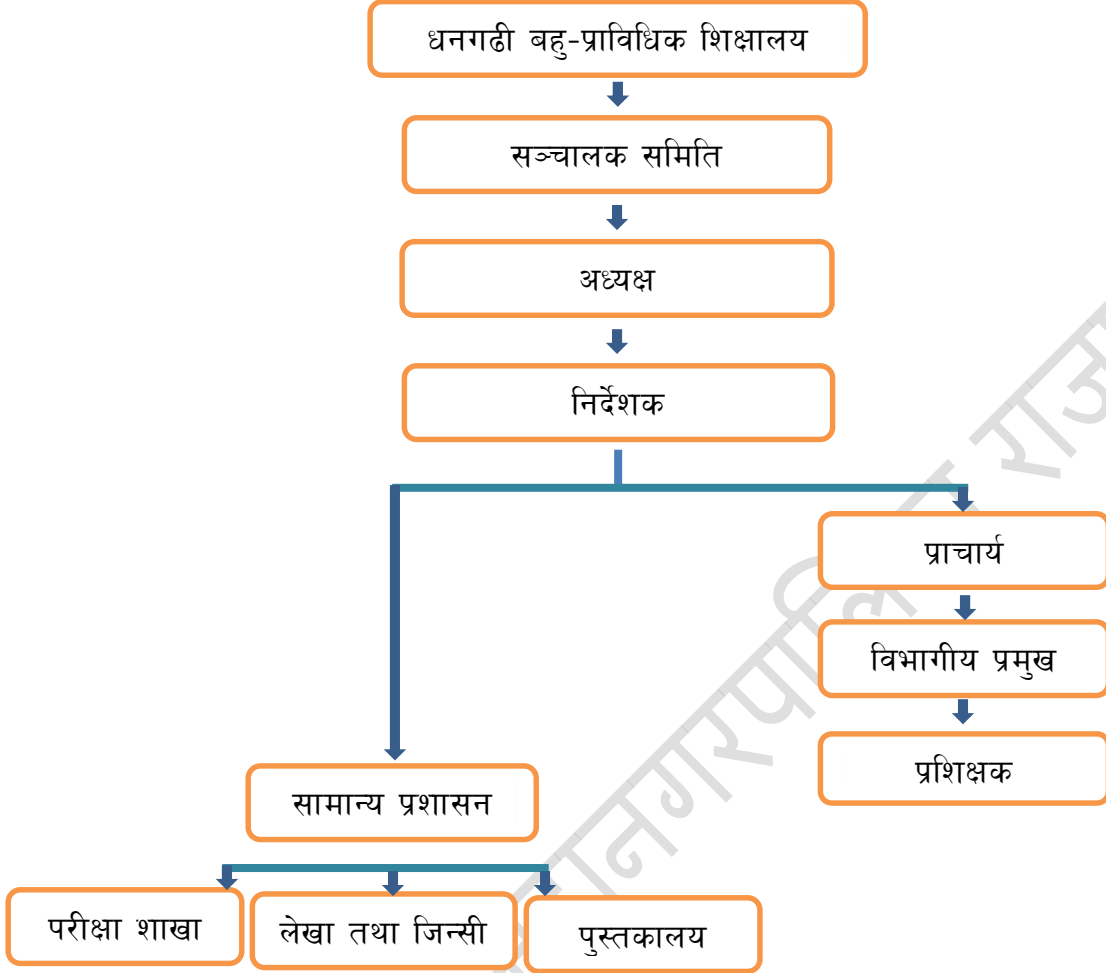 धनगढी बहु-प्राविधिक शिक्षालय
सञ्चालक समिति
अध्यक्ष
निर्देशक
प्राचार्य
विभागीय प्रमुख
प्रशिक्षक
सामान्य प्रशासन
परीक्षा शाखा
लेखा तथा जिन्सी
पुस्तकालय